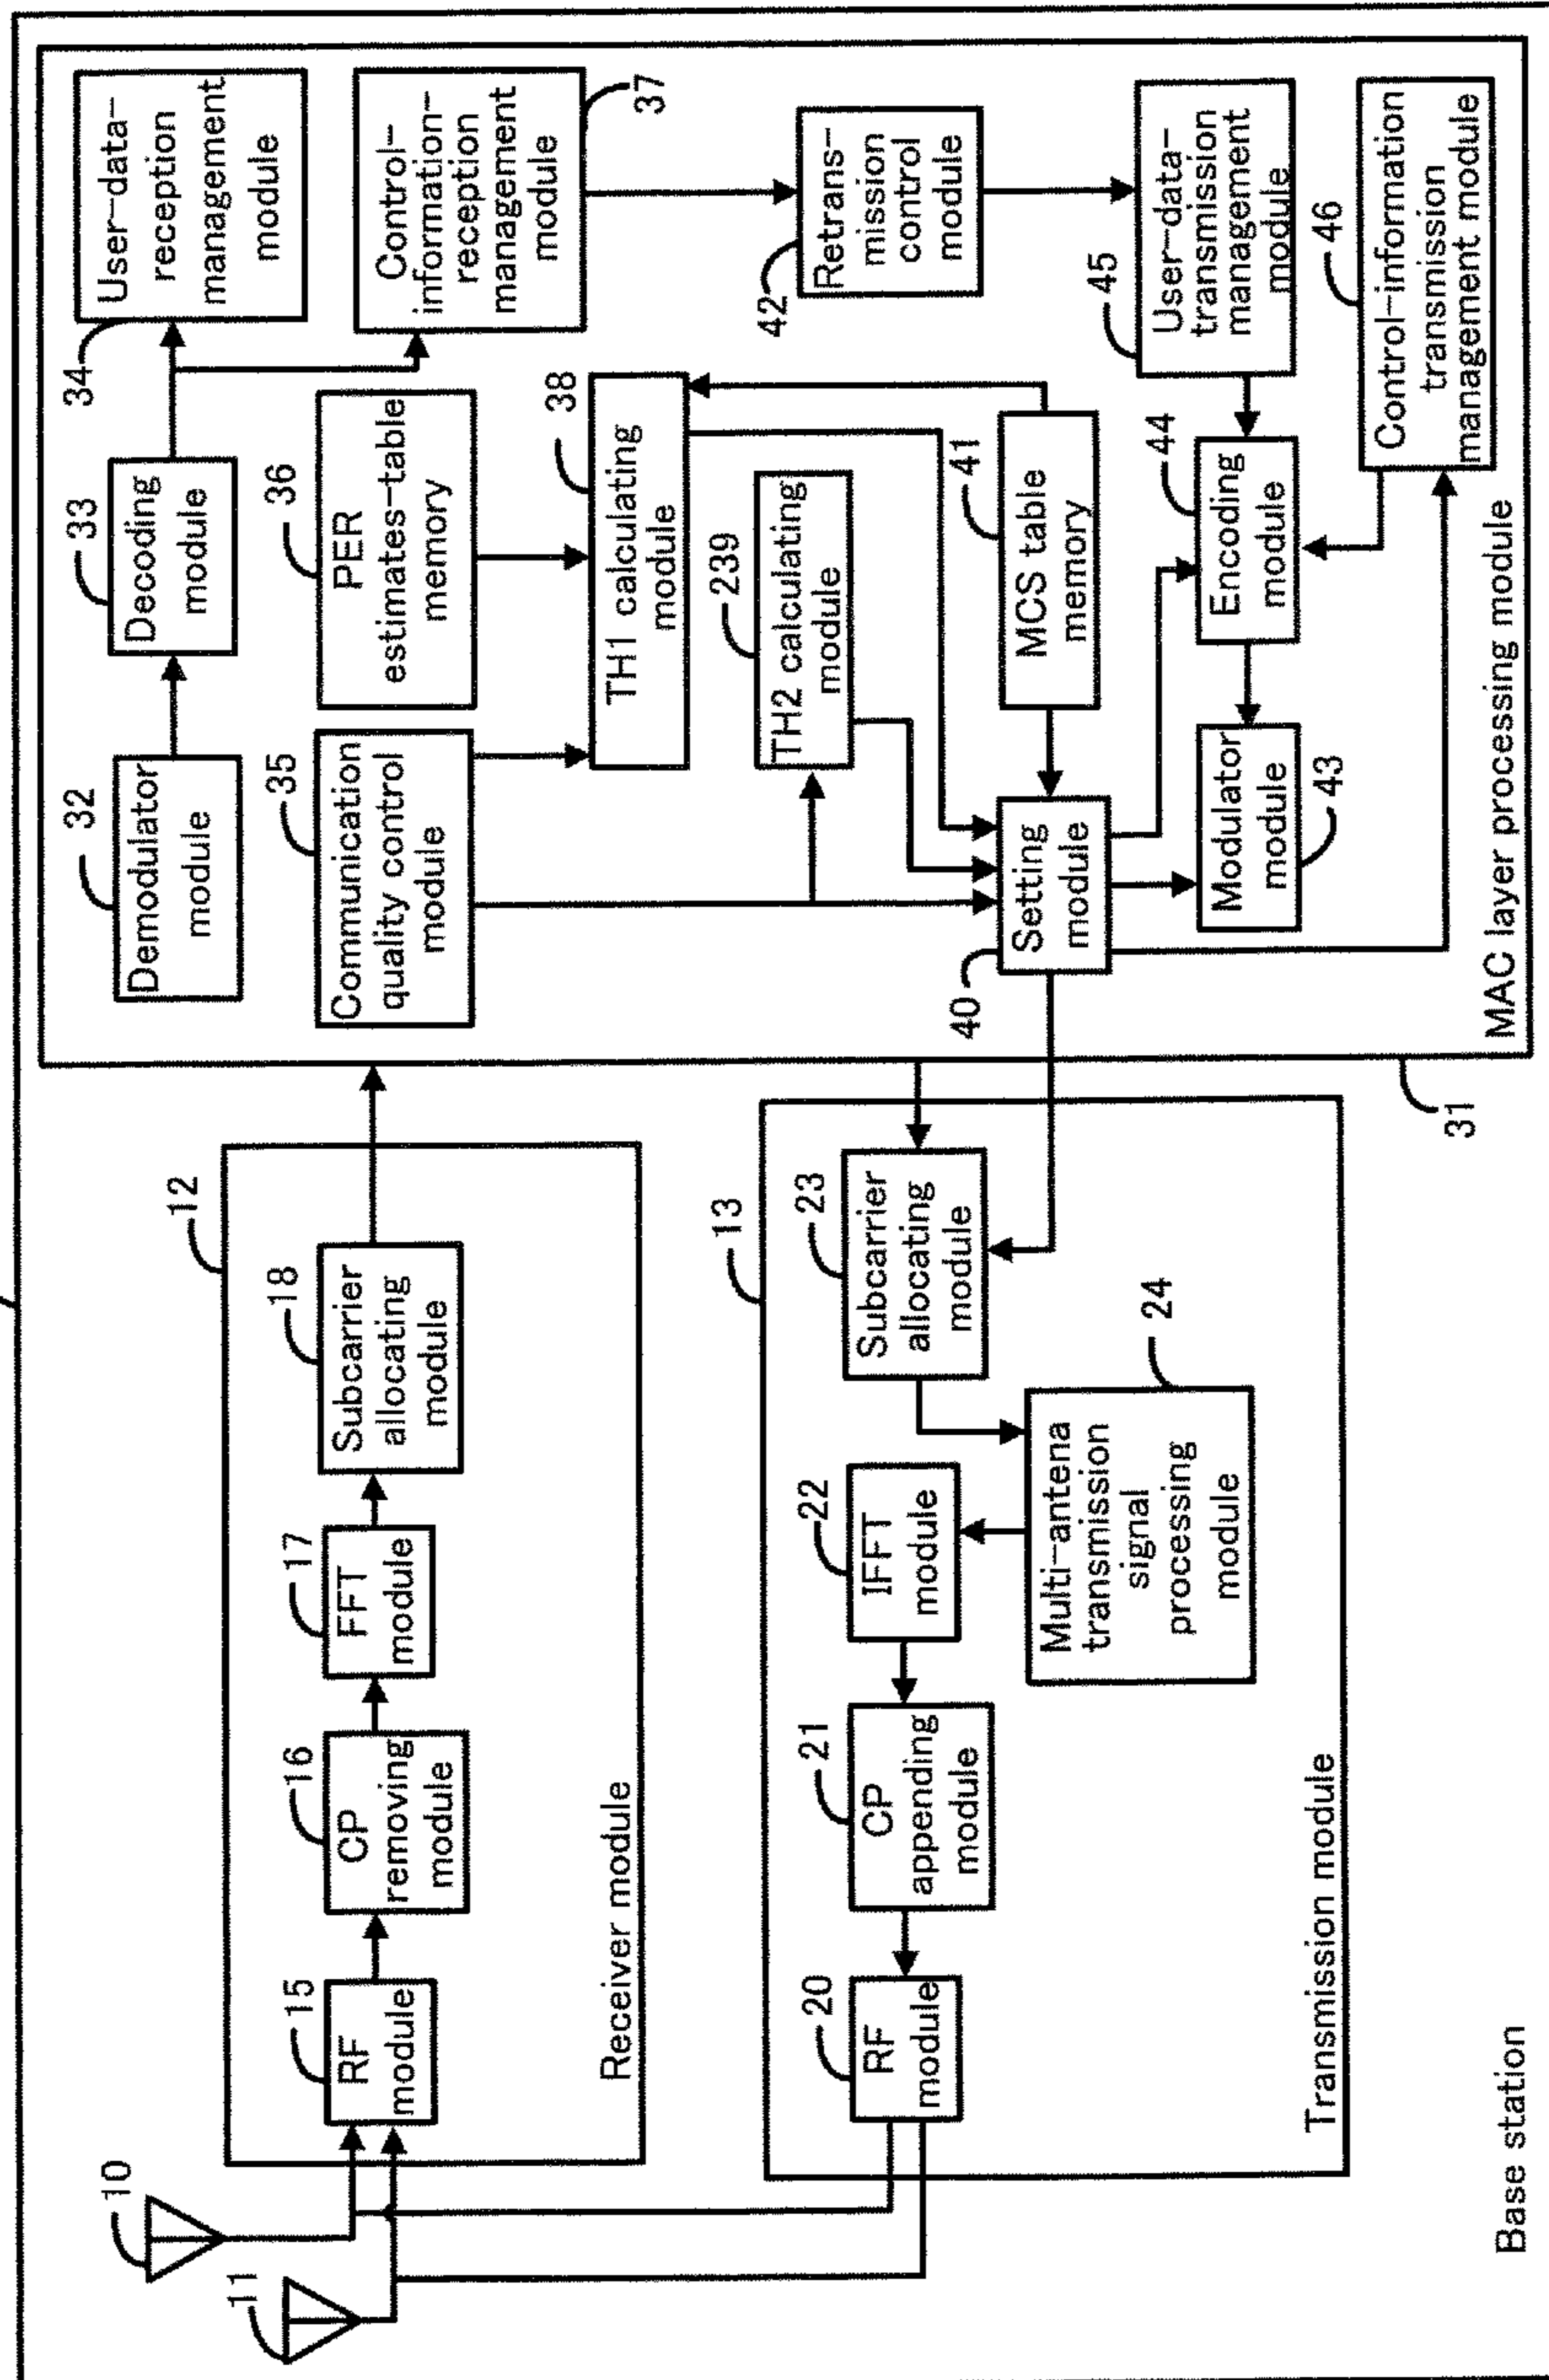 10
11
12
15
RF
module
16
CP
removing
module
17
FFT
module
18
Subcarrier
allocating
module
Receiver module
13
20
RF
module
21
CP
appending
module
22
IFFT
module
23
Subcarrier
allocating
module
24
Multi-antena
transmission
signal
processing
module
Transmission module
Base station
32
Demodulator
module
33
Decoding
module
34
User-data-
reception
management
module
35
Communication
quality control
module
36
PER
estimates-table
memory
Control-
information-
reception
management
module
37
38
TH1 calculating
module
239
TH2 calculating
module
42
Retrans-
mission
control
module
40
Setting
module
41
MCS table
memory
45
User-data-
transmission
management
module
44
Encoding
module
Modulator
module
43
46
Control-information
transmission
management module
MAC layer processing module
31